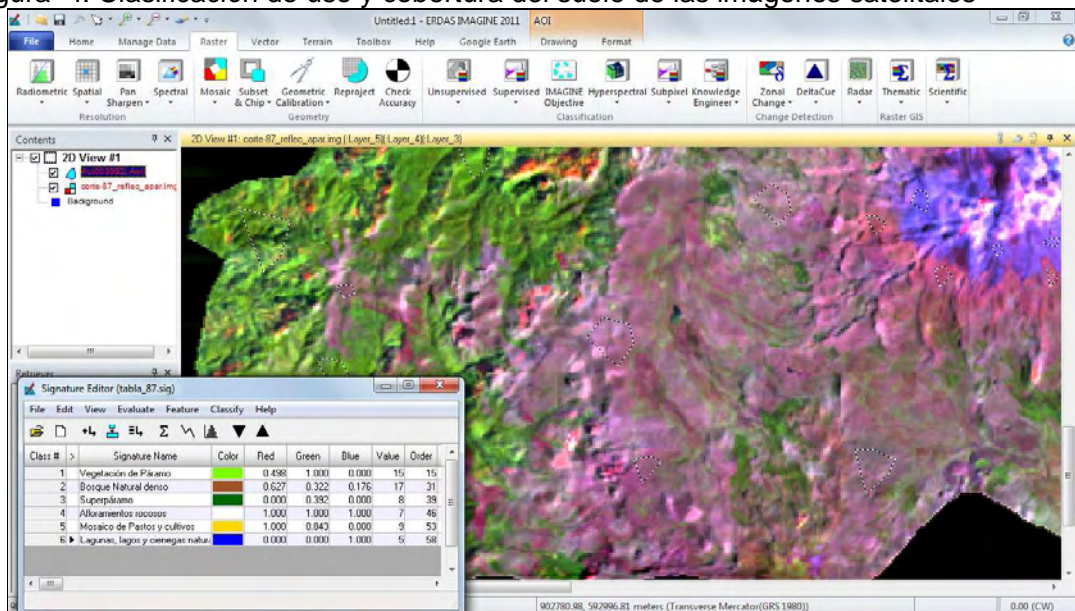 Figura 4. Clasificación de uso y cobertura del suelo de las imágenes satelitales
Untitled:1 - ERDAS IMAGINE 2011 AOI
File Home Manage Data Raster Vector Terrain Toolbox Help Google Earth Drawing Format
Radiometric Spatial Pan Sharpen Spectral Mosaic Subset & Chip Geometric Calibration Reproject Check Accuracy Unsupervised Supervised IMAGINE Objective Hyperspectral Subpixel Knowledge Engineer Zonal Change DeltaCue Radar Thematic Scientific
Resolution Geometry Classification Change Detection Raster GIS
Contents
2D View #1: corte-87_reflec_apar.img (:Layer_5)(:Layer_4)(:Layer_3)
2D View #1
corte-87_reflec_apar.img
Background
Retriever
Signature Editor (tabla_87.sig)
File Edit View Evaluate Feature Classify Help
Class # > Signature Name Color Red Green Blue Value Order
1 Vegetación de Páramo 0.498 1.000 0.000 15 15
2 Bosque Natural denso 0.627 0.322 0.176 17 31
3 Superpáramo 0.000 0.392 0.000 8 39
4 Afloramientos rocosos 1.000 1.000 1.000 7 46
5 Mosaico de Pastos y cultivos 1.000 0.843 0.000 9 53
6 Lagunas, lagos y cienegas natur 0.000 0.000 1.000 5 58
902780.98, 592996.81 meters (Transverse Mercator(GRS 1980)) 0.00 (CW)